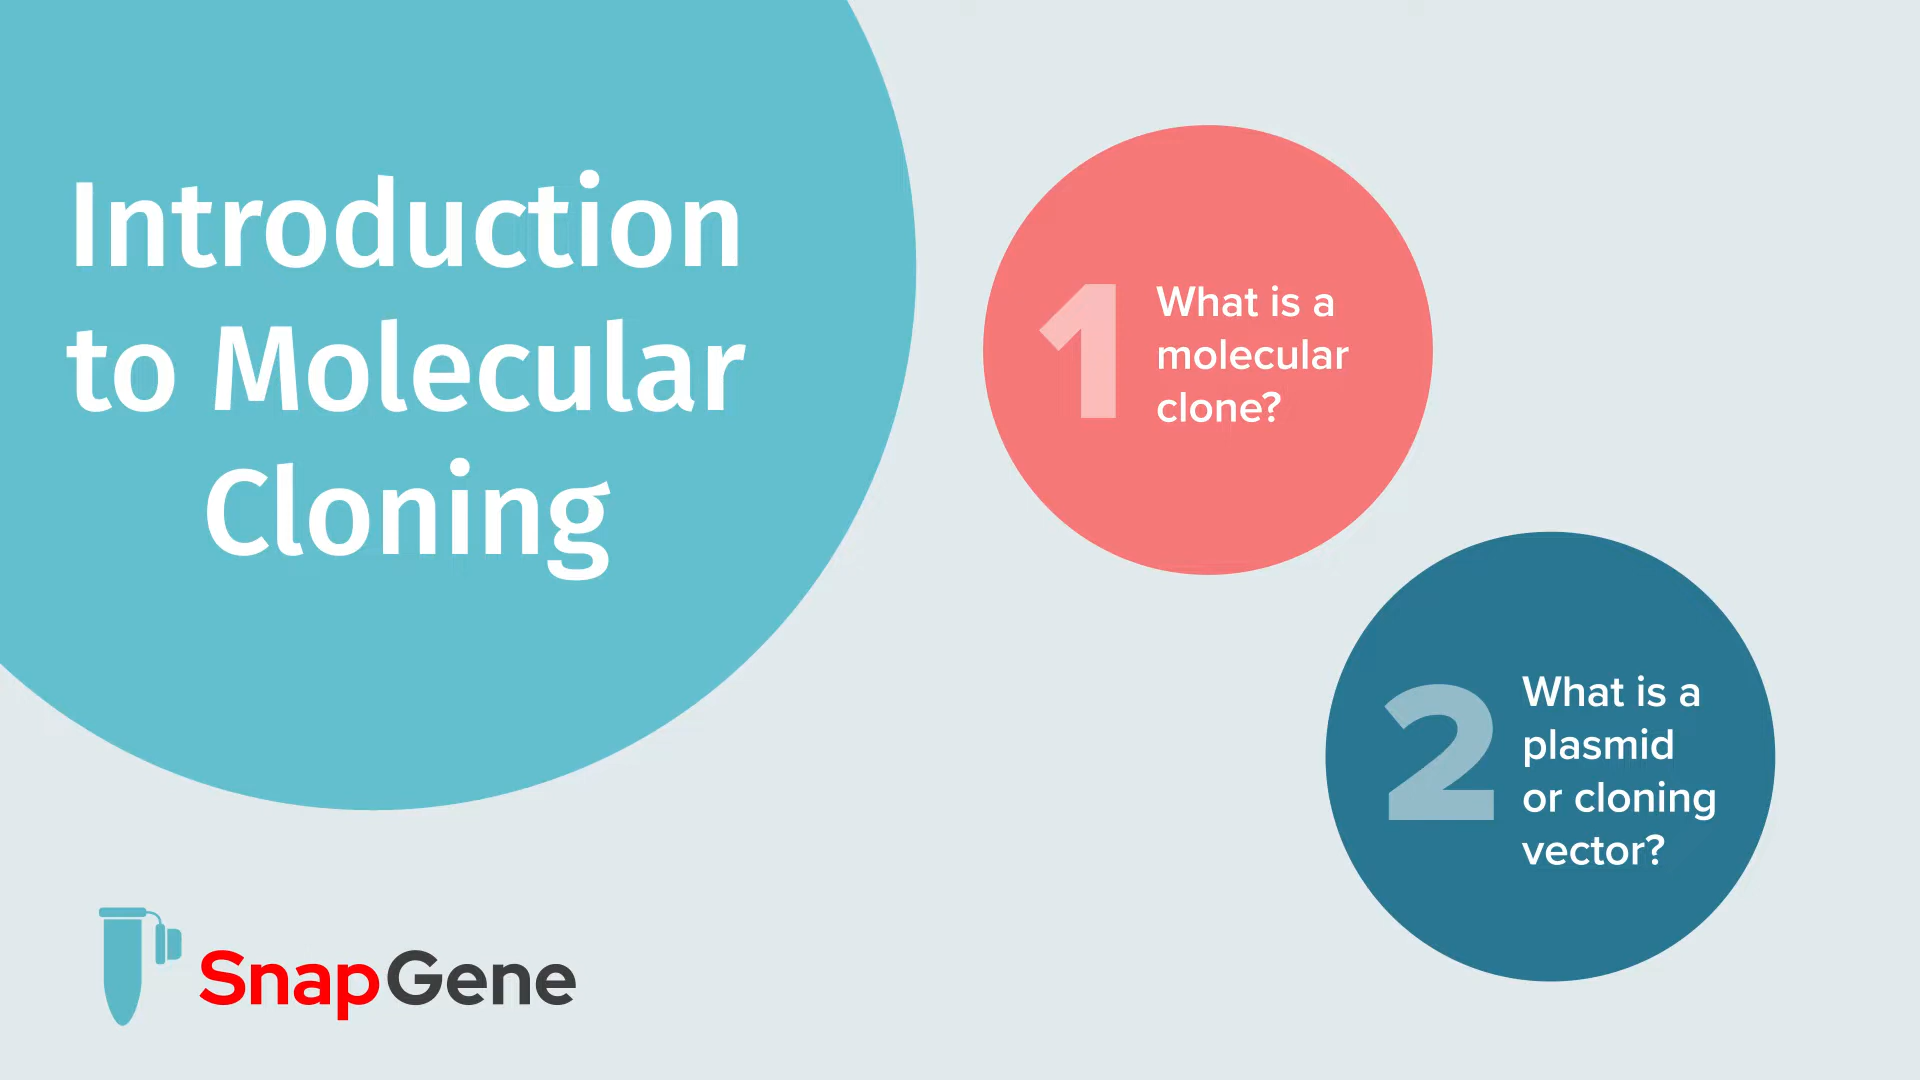 Introduction
to Molecular
Cloning
1
What is a
molecular
clone?
2
What is a
plasmid
or cloning
vector?
SnapGene